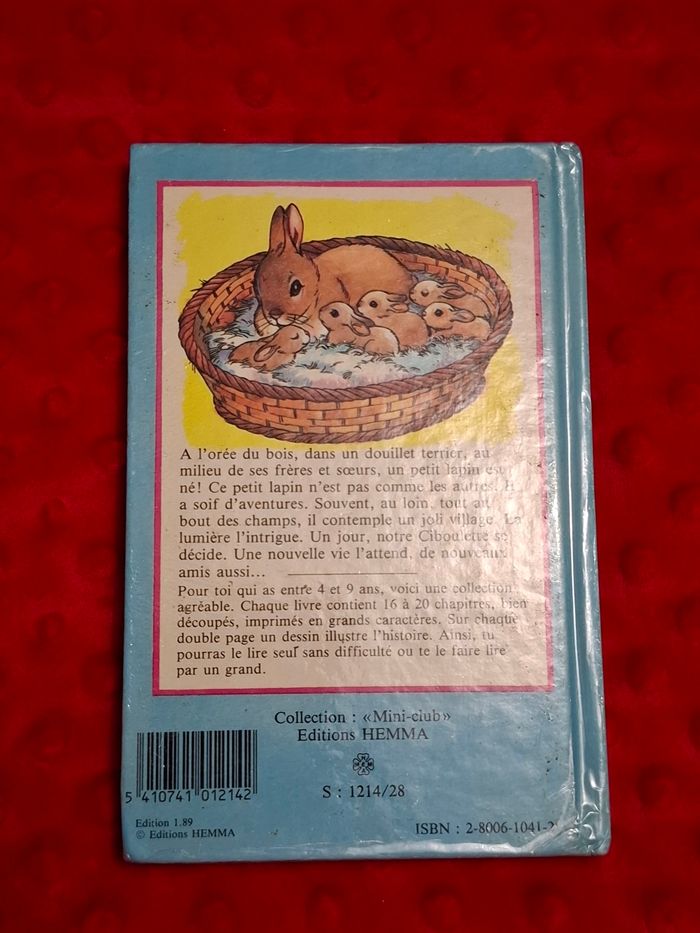 A l'orée du bois, dans un douillet terrier, au
milieu de ses frères et sœurs, un petit lapin est
né! Ce petit lapin n'est pas comme les autres. Il
a soif d'aventures. Souvent, au loin, tout au
bout des champs, il contemple un joli village. La
lumière l'intrigue. Un jour, notre Ciboulette se
décide. Une nouvelle vie l'attend, de nouveaux
amis aussi...
Pour toi qui as entre 4 et 9 ans, voici une collection
agréable. Chaque livre contient 16 à 20 chapitres, bien
découpés, imprimés en grands caractères. Sur chaque
double page un dessin illustre l'histoire. Ainsi, tu
pourras le lire seul sans difficulté ou te le faire lire
par un grand.
Collection : «Mini-club»
Editions HEMMA
S : 1214/28
5 410741 012142
Edition 1.89
© Editions HEMMA
ISBN : 2-8006-1041-